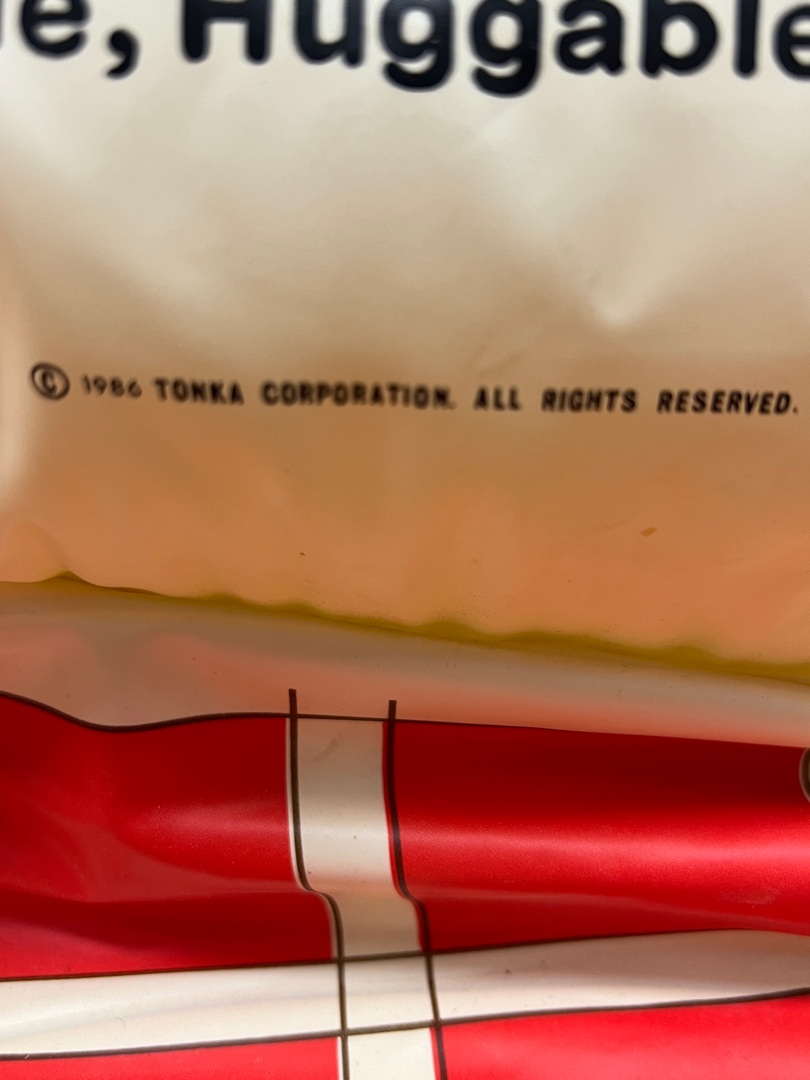 e, Huggable
© 1986 TONKA CORPORATION. ALL RIGHTS RESERVED.